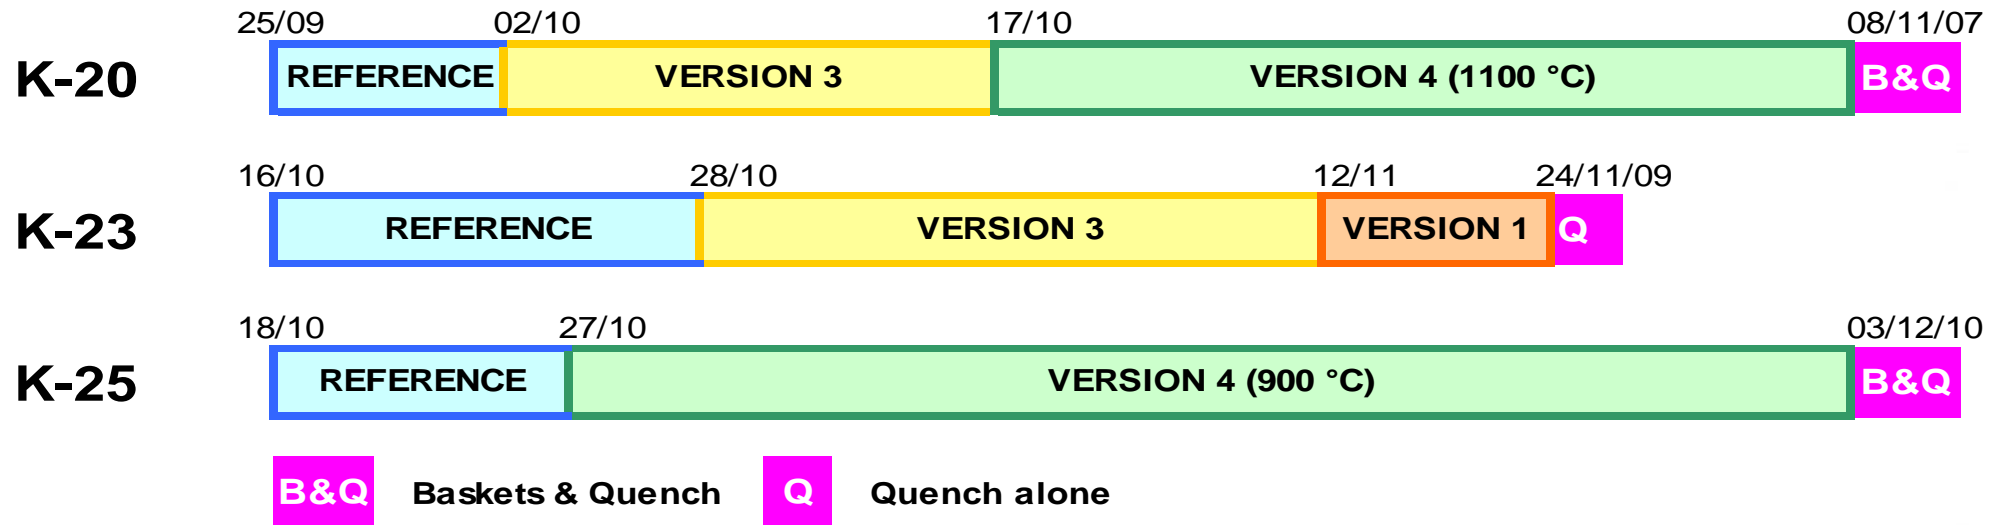 25/09 02/10 17/10 08/11/07
K-20 REFERENCE VERSION 3 VERSION 4 (1100 °C) B&Q
16/10 28/10 12/11 24/11/09
K-23 REFERENCE VERSION 3 VERSION 1 Q
18/10 27/10 03/12/10
K-25 REFERENCE VERSION 4 (900 °C) B&Q
B&Q Baskets & Quench Q Quench alone